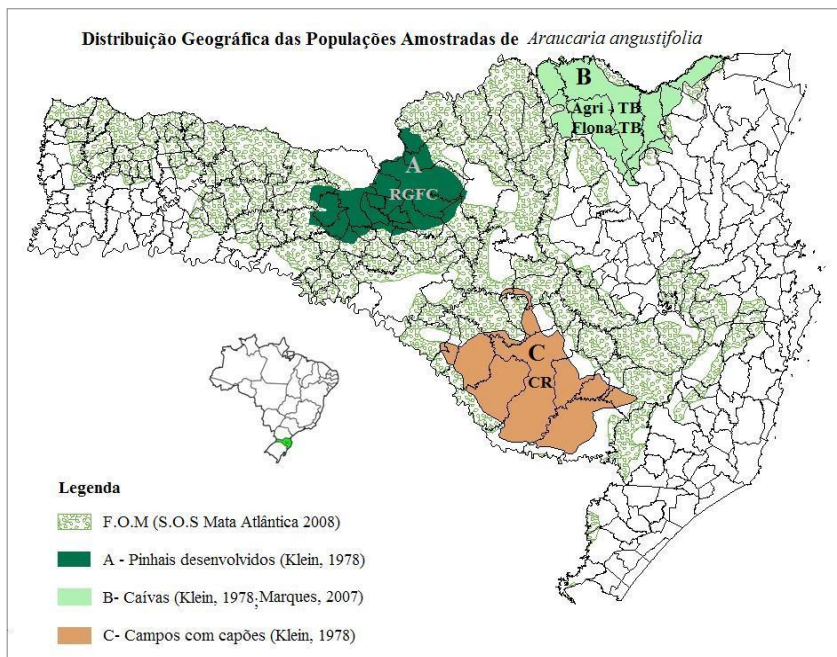 Distribuição Geográfica das Populações Amostradas de Araucaria angustifolia
B
Agri - TB
Flona-TB
A
RGFC
C
CR
Legenda
F.O.M (S.O.S Mata Atlântica 2008)
A - Pinhais desenvolvidos (Klein, 1978)
B- Caívas (Klein, 1978;Marques, 2007)
C- Campos com capões (Klein, 1978)